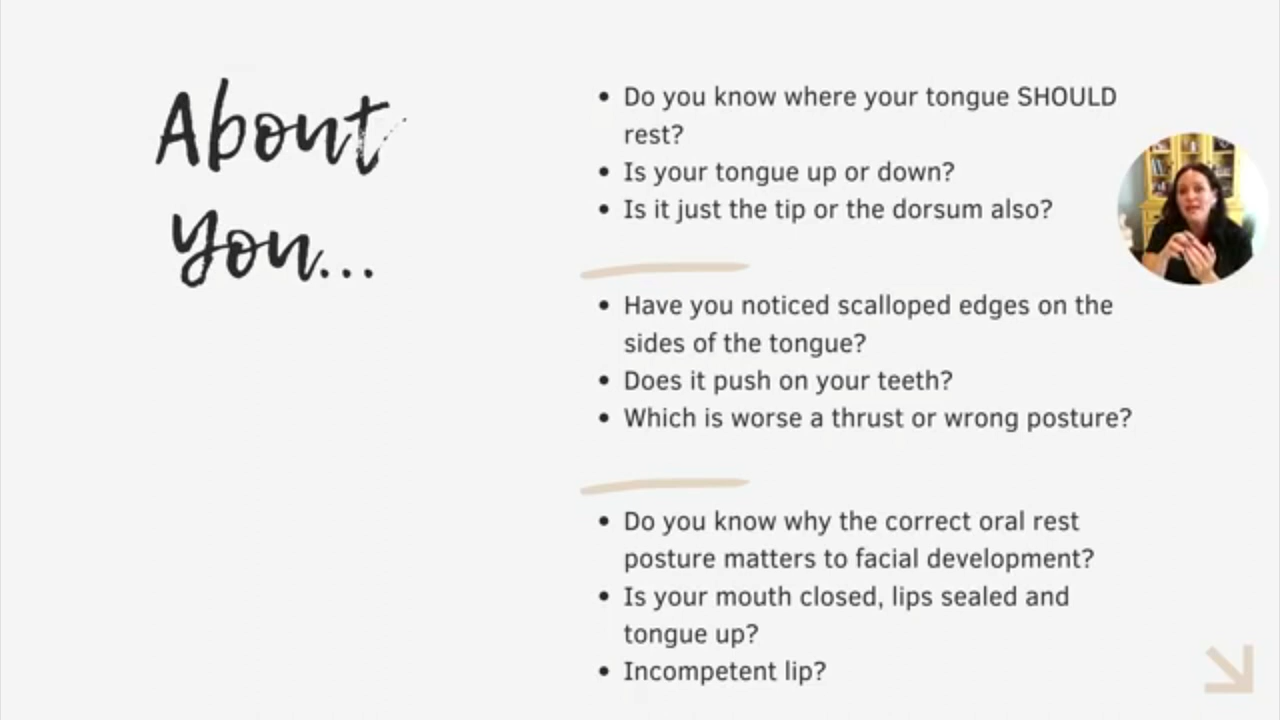 About
You...
• Do you know where your tongue SHOULD
rest?
• Is your tongue up or down?
• Is it just the tip or the dorsum also?
• Have you noticed scalloped edges on the
sides of the tongue?
• Does it push on your teeth?
• Which is worse a thrust or wrong posture?
• Do you know why the correct oral rest
posture matters to facial development?
• Is your mouth closed, lips sealed and
tongue up?
• Incompetent lip?